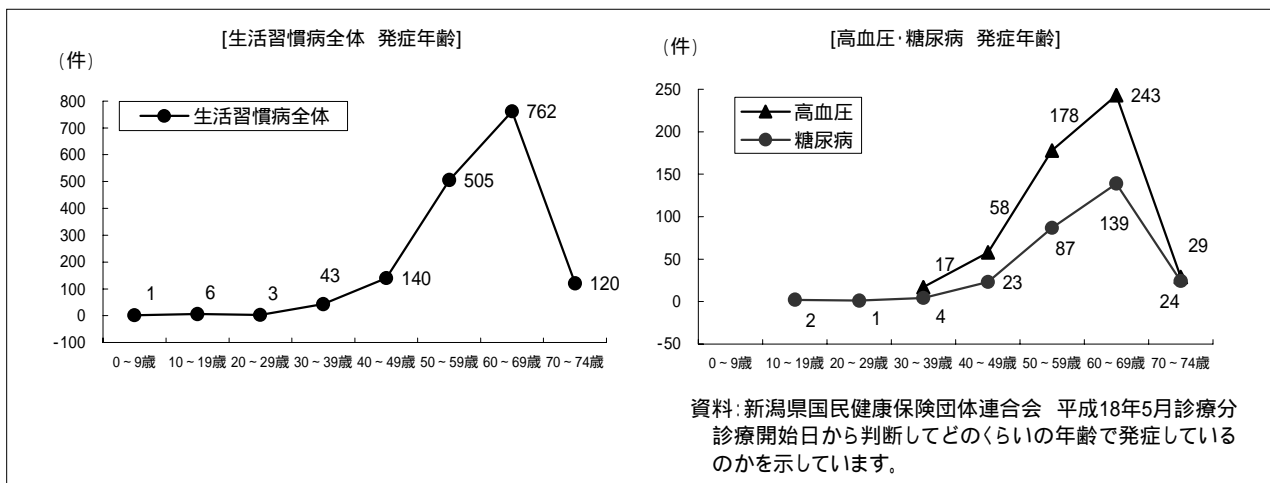 [生活習慣病全体 発症年齢]
(件)
生活習慣病全体
800
700
600
500
400
300
200
100
0
-100
1
6
3
43
140
505
762
120
0~9歳
10~19歳
20~29歳
30~39歳
40~49歳
50~59歳
60~69歳
70~74歳
[高血圧・糖尿病 発症年齢]
(件)
高血圧
糖尿病
250
200
150
100
50
0
-50
17
58
178
243
29
2
1
4
23
87
139
24
0~9歳
10~19歳
20~29歳
30~39歳
40~49歳
50~59歳
60~69歳
70~74歳
資料:新潟県国民健康保険団体連合会 平成18年5月診療分
診療開始日から判断してどのくらいの年齢で発症している
のかを示しています。